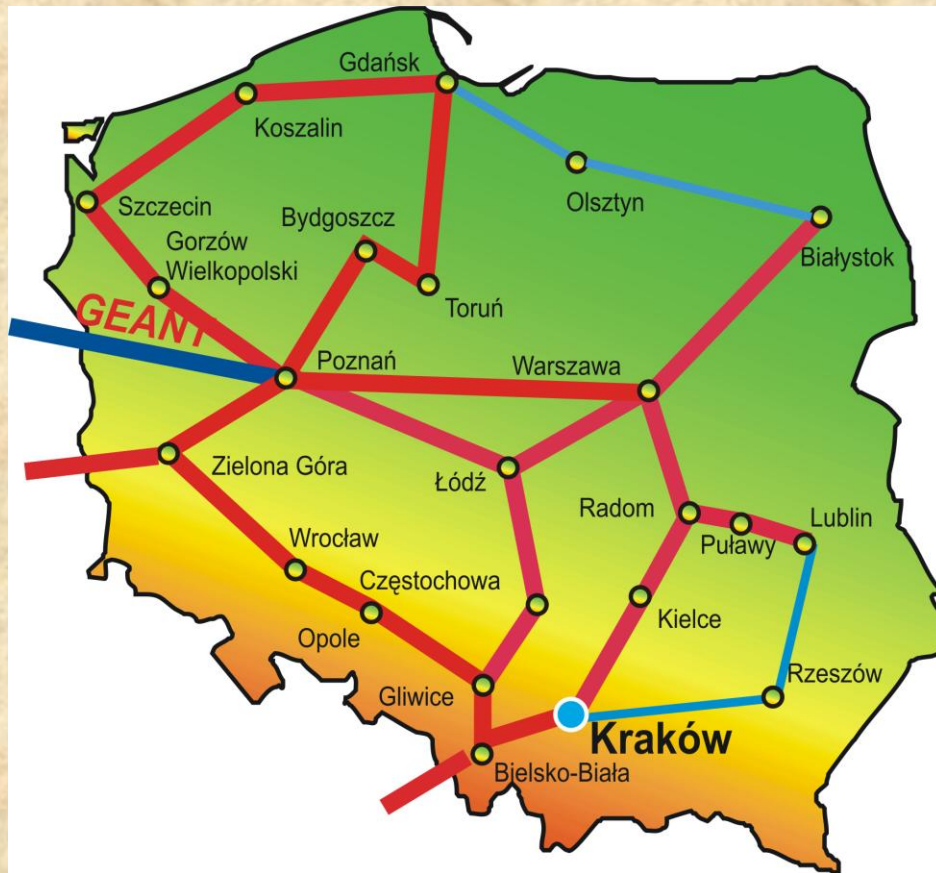 Gdańsk
Koszalin
Olsztyn
Szczecin
Bydgoszcz
Białystok
Gorzów
Wielkopolski
Toruń
GEANT
Poznań
Warszawa
Zielona Góra
Łódź
Radom
Lublin
Puławy
Wrocław
Częstochowa
Kielce
Opole
Rzeszów
Gliwice
Kraków
Bielsko-Biała